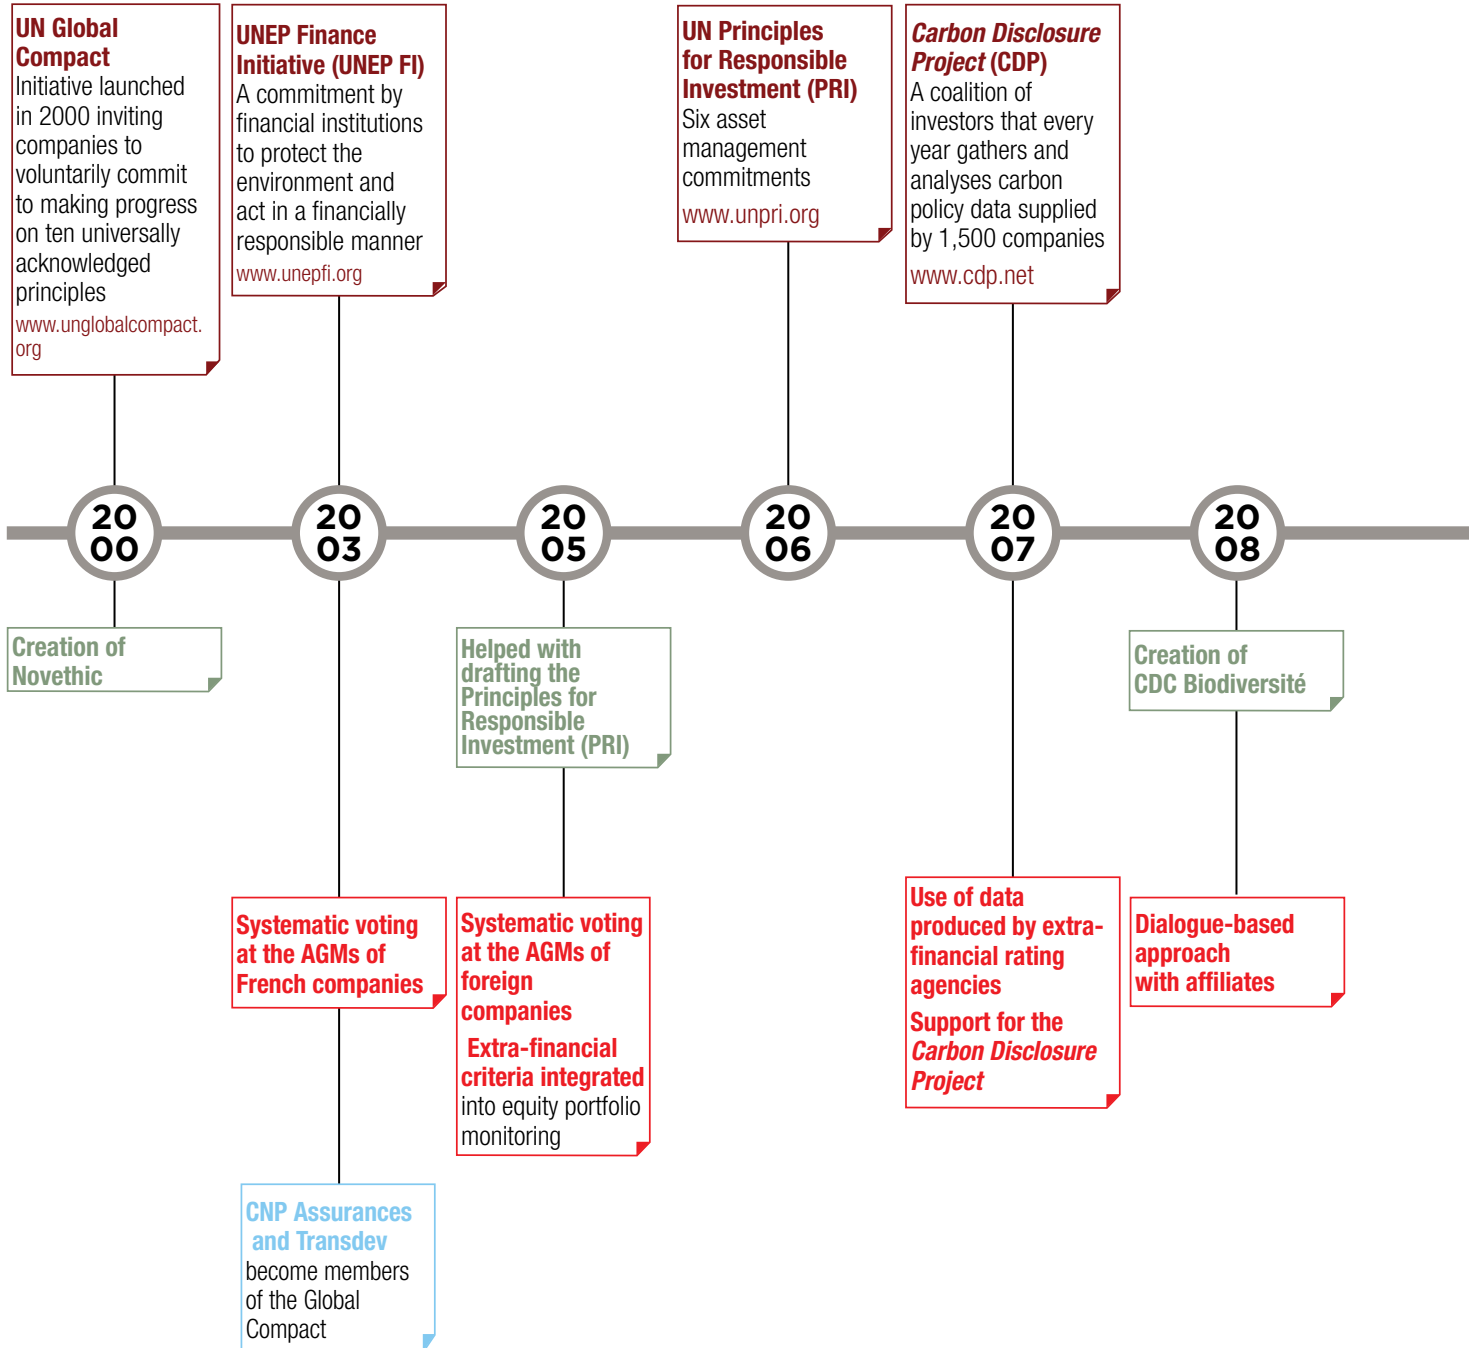 UN Global
Compact
Initiative launched
in 2000 inviting
companies to
voluntarily commit
to making progress
on ten universally
acknowledged
principles
www.unglobalcompact.
org
UNEP Finance
Initiative (UNEP FI)
A commitment by
financial institutions
to protect the
environment and
act in a financially
responsible manner
www.unepfi.org
UN Principles
for Responsible
Investment (PRI)
Six asset
management
commitments
www.unpri.org
Carbon Disclosure
Project (CDP)
A coalition of
investors that every
year gathers and
analyses carbon
policy data supplied
by 1,500 companies
www.cdp.net
20
00
20
03
20
05
20
06
20
07
20
08
Creation of
Novethic
Helped with
drafting the
Principles for
Responsible
Investment (PRI)
Creation of
CDC Biodiversité
Systematic voting
at the AGMs of
French companies
Systematic voting
at the AGMs of
foreign
companies
Extra-financial
criteria integrated
into equity portfolio
monitoring
Use of data
produced by extra-
financial rating
agencies
Support for the
Carbon Disclosure
Project
Dialogue-based
approach
with affiliates
CNP Assurances
and Transdev
become members
of the Global
Compact